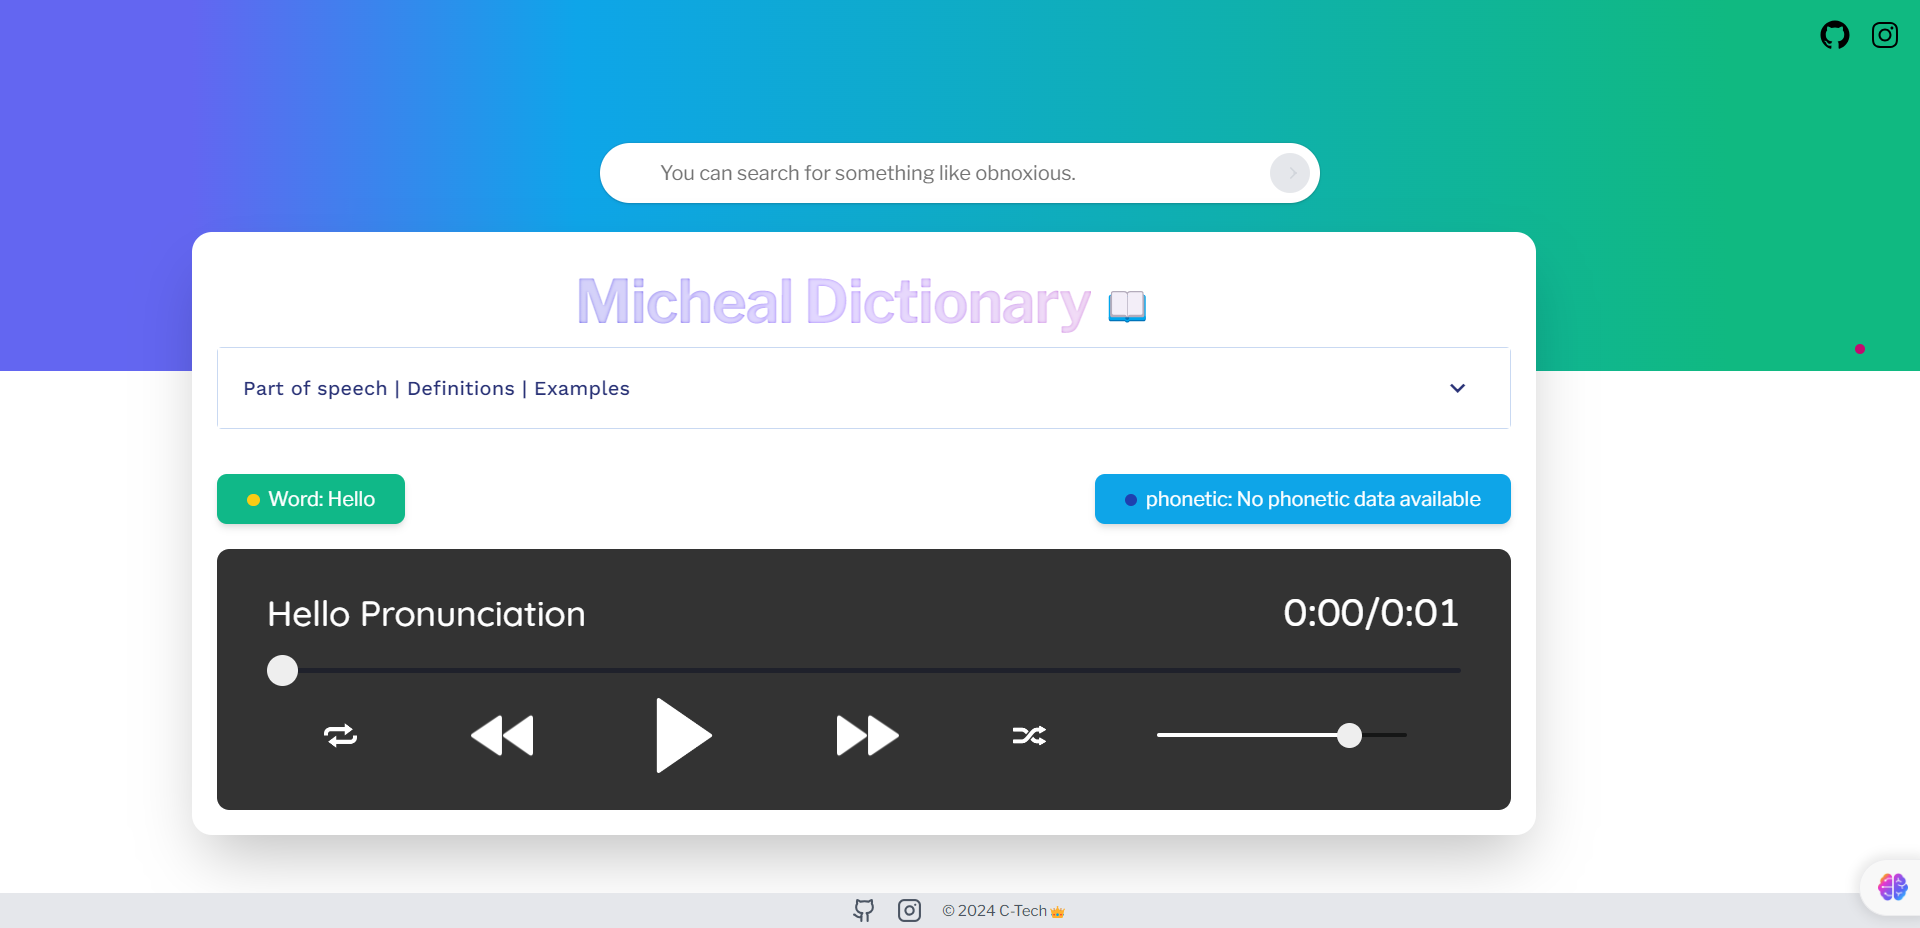 You can search for something like obnoxious.
Micheal Dictionary 📖
Part of speech | Definitions | Examples
Word: Hello
phonetic: No phonetic data available
Hello Pronunciation
0:00/0:01
© 2024 C-Tech👑